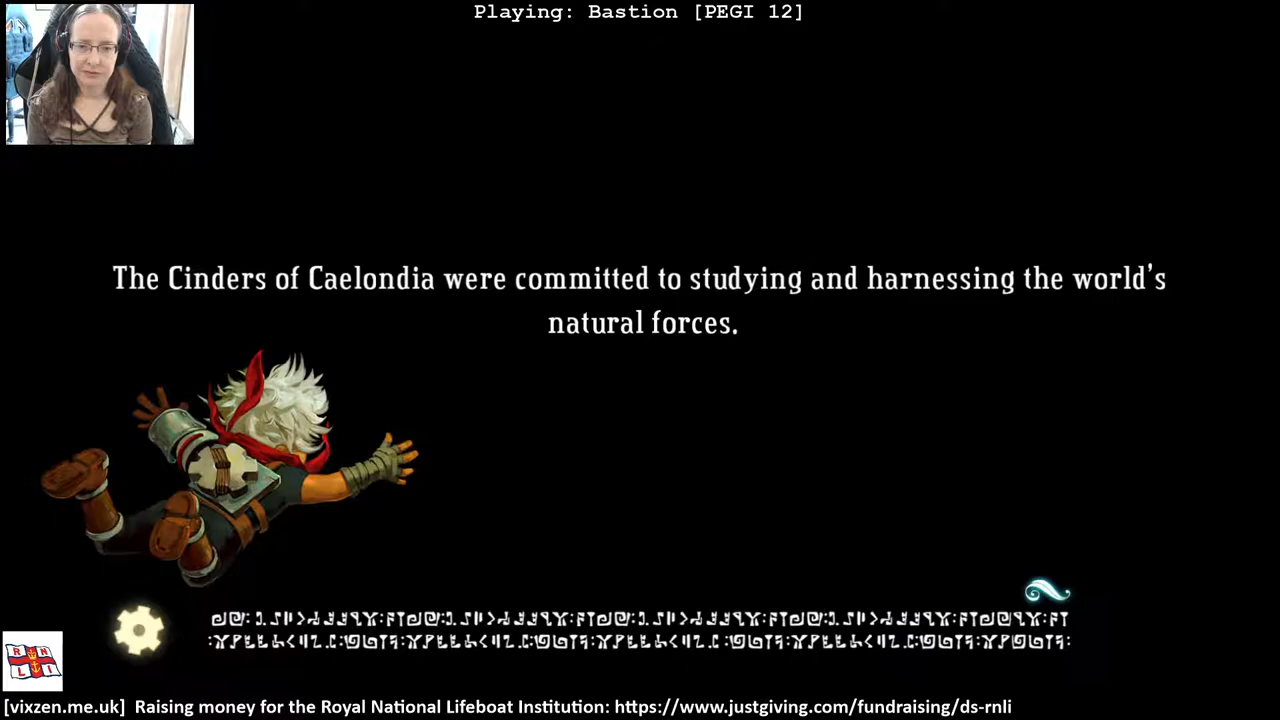 Playing: Bastion [PEGI 12]
The Cinders of Caelondia were committed to studying and harnessing the world's
natural forces.
R N
L I
[vixzen.me.uk] Raising money for the Royal National Lifeboat Institution: https://www.justgiving.com/fundraising/ds-rnli